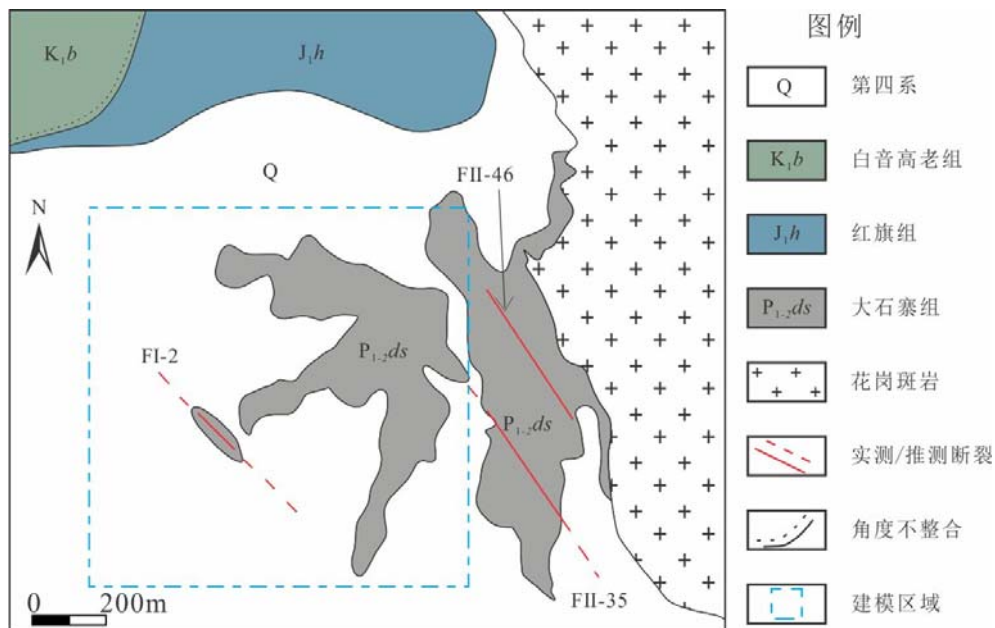 K₁b
J₁h
Q
FII-46
N
FI-2
P₁₋₂ds
P₁₋₂ds
FII-35
0 200m
图例
Q 第四系
K₁b 白音高老组
J₁h 红旗组
P₁₋₂ds 大石寨组
花岗斑岩
实测/推测断裂
角度不整合
建模区域